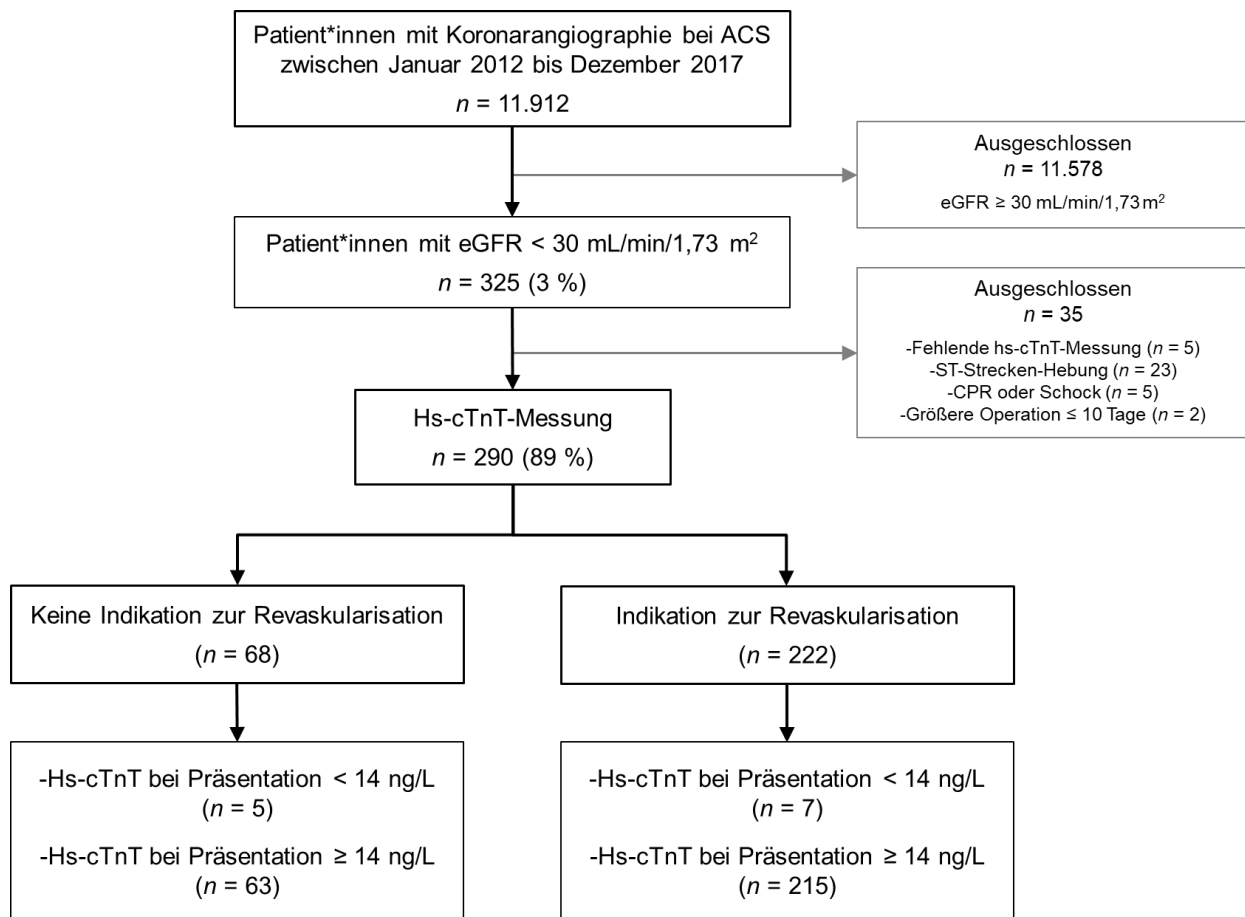 Patient*innen mit Koronarangiographie bei ACS
zwischen Januar 2012 bis Dezember 2017
n = 11.912
Ausgeschlossen
n = 11.578
eGFR ≥ 30 mL/min/1,73 m²
Patient*innen mit eGFR < 30 mL/min/1,73 m²
n = 325 (3 %)
Ausgeschlossen
n = 35
-Fehlende hs-cTnT-Messung (n = 5)
-ST-Strecken-Hebung (n = 23)
-CPR oder Schock (n = 5)
-Größere Operation ≤ 10 Tage (n = 2)
Hs-cTnT-Messung
n = 290 (89 %)
Keine Indikation zur Revaskularisation
(n = 68)
Indikation zur Revaskularisation
(n = 222)
-Hs-cTnT bei Präsentation < 14 ng/L
(n = 5)
-Hs-cTnT bei Präsentation ≥ 14 ng/L
(n = 63)
-Hs-cTnT bei Präsentation < 14 ng/L
(n = 7)
-Hs-cTnT bei Präsentation ≥ 14 ng/L
(n = 215)